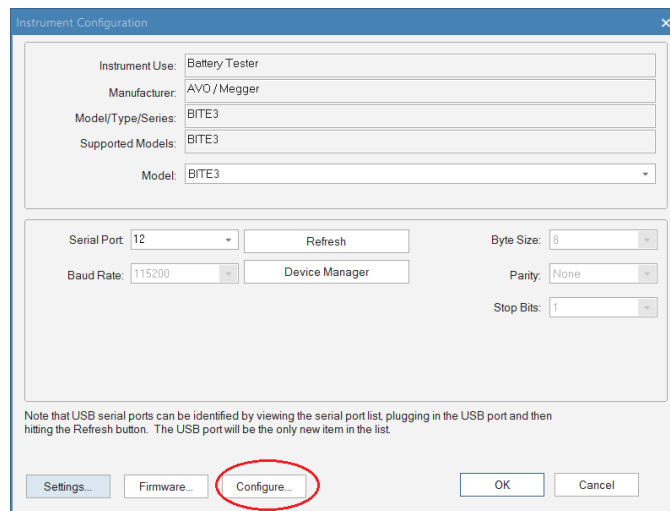 Instrument Configuration
Instrument Use: Battery Tester
Manufacturer: AVO / Megger
Model/Type/Series: BITE3
Supported Models: BITE3
Model: BITE3
Serial Port: 12 Refresh Byte Size: 8
Baud Rate: 115200 Device Manager Parity: None
Stop Bits: 1
Note that USB serial ports can be identified by viewing the serial port list, plugging in the USB port and then
hitting the Refresh button. The USB port will be the only new item in the list.
Settings... Firmware... Configure... OK Cancel